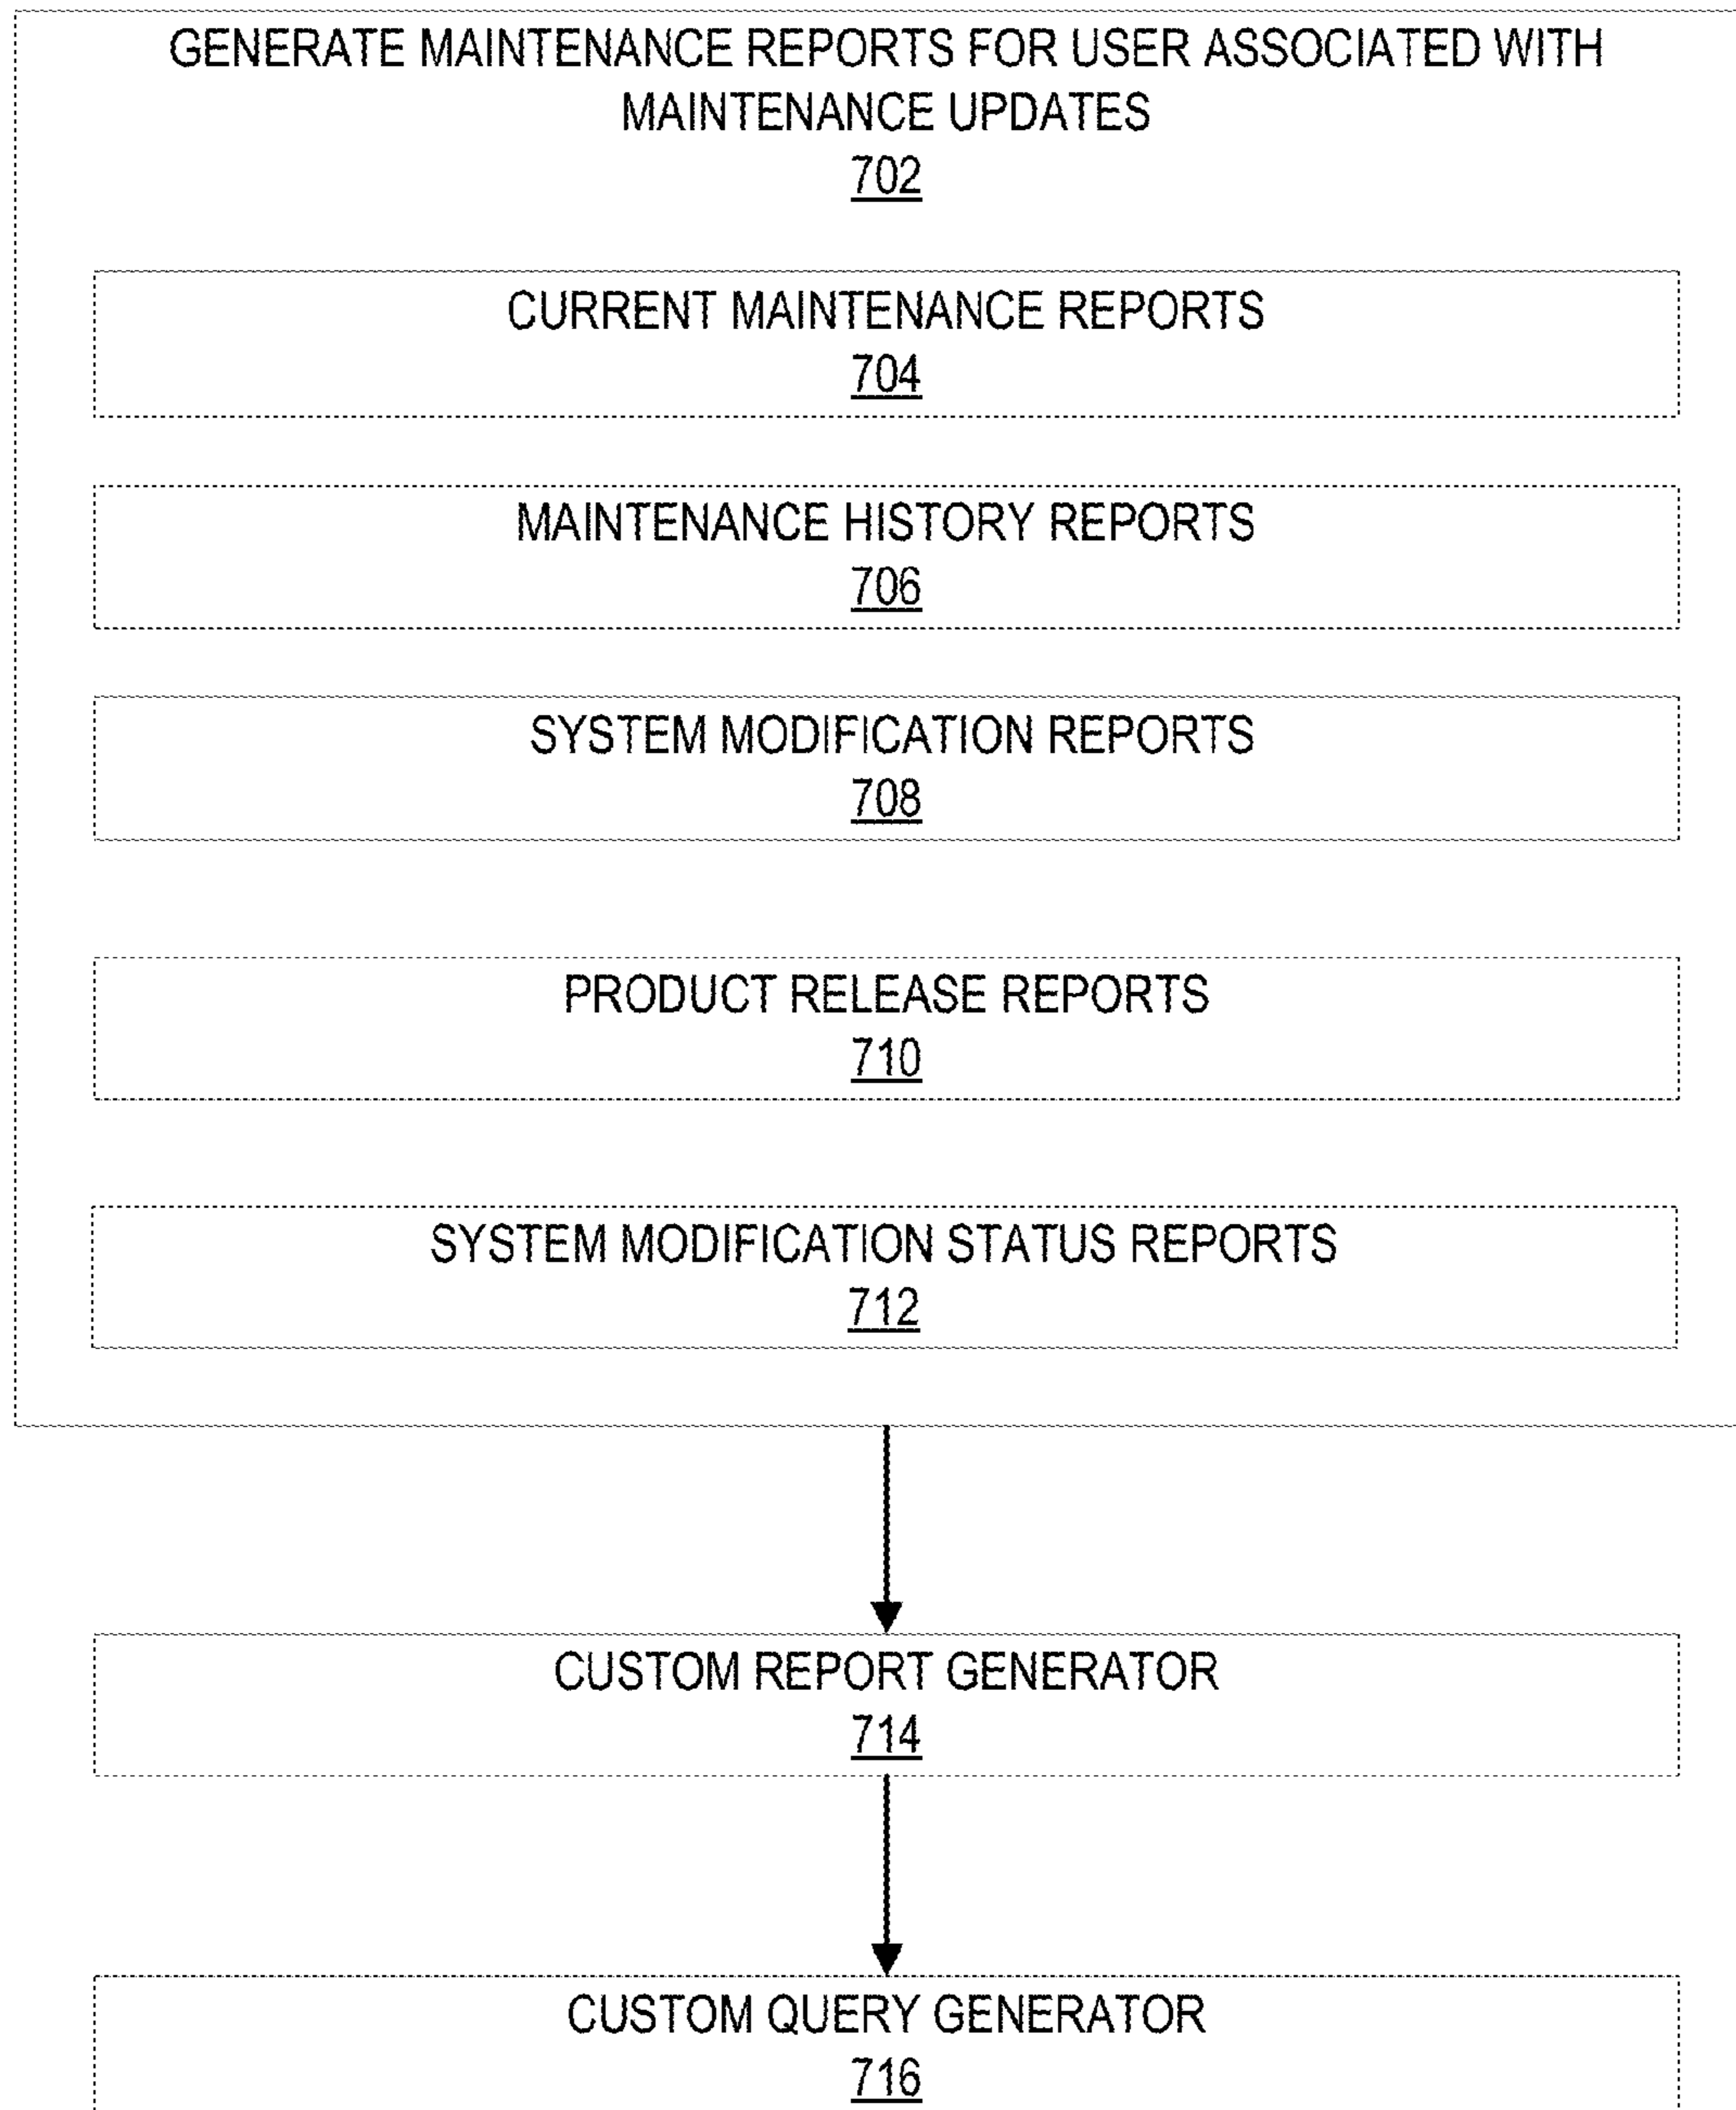 GENERATE MAINTENANCE REPORTS FOR USER ASSOCIATED WITH
MAINTENANCE UPDATES
702
CURRENT MAINTENANCE REPORTS
704
MAINTENANCE HISTORY REPORTS
706
SYSTEM MODIFICATION REPORTS
708
PRODUCT RELEASE REPORTS
710
SYSTEM MODIFICATION STATUS REPORTS
712
CUSTOM REPORT GENERATOR
714
CUSTOM QUERY GENERATOR
716